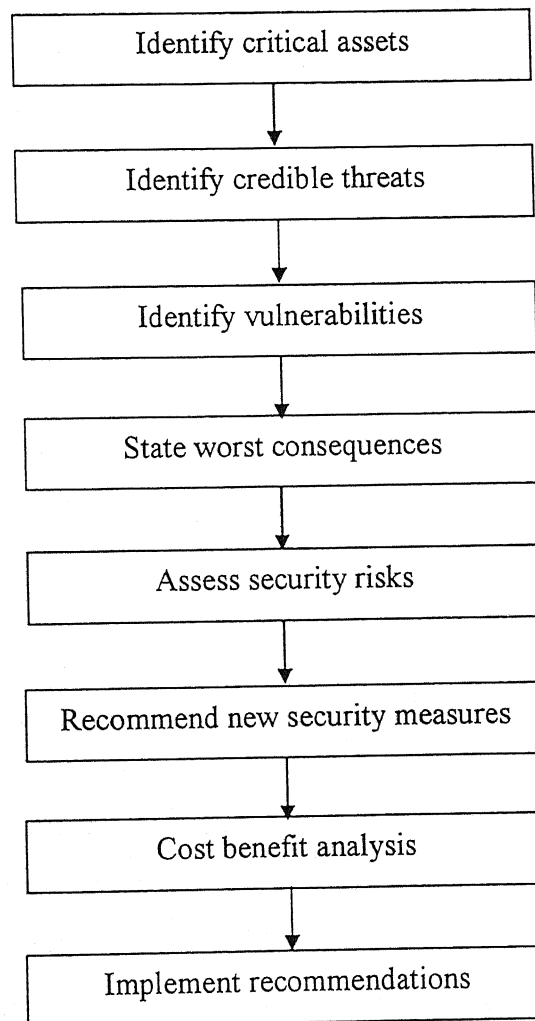 Identify critical assets
Identify credible threats
Identify vulnerabilities
State worst consequences
Assess security risks
Recommend new security measures
Cost benefit analysis
Implement recommendations